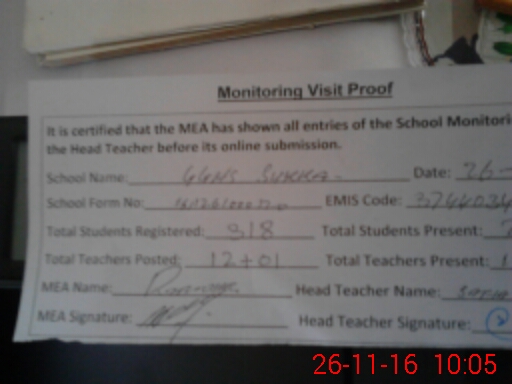 Monitoring Visit Proof
It is certified that the MEA has shown all entries of the School Monitori
the Head Teacher before its online submission.
School Name: GGHS Date: 26-
School Form No: EMIS Code:
Total Students Registered: 318 Total Students Present:
Total Teachers Posted: 12+01 Total Teachers Present: 1
MEA Name: Head Teacher Name:
MEA Signature: Head Teacher Signature:
26-11-16 10:05